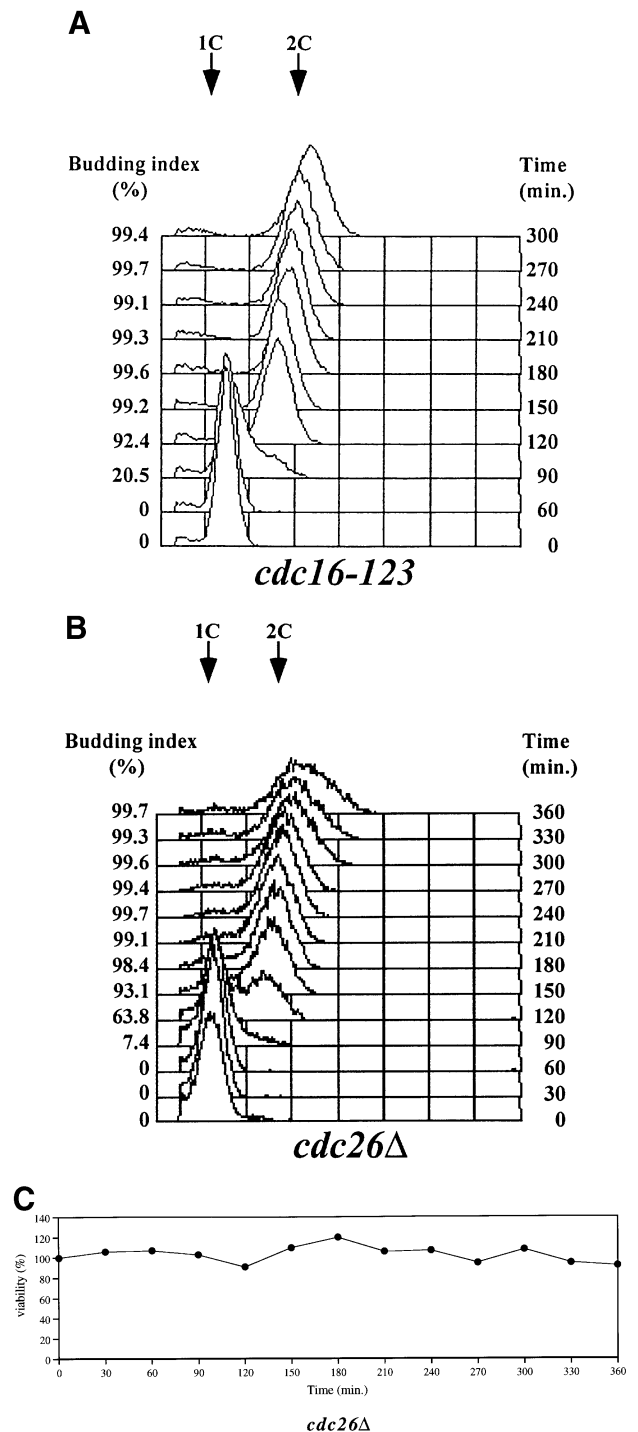 A
1C 2C
Budding index (%)
Time (min.)
99.4 300
99.7 270
99.1 240
99.3 210
99.6 180
99.2 150
92.4 120
20.5 90
0 60
0 0
cdc16-123
B
1C 2C
Budding index (%)
Time (min.)
99.7 360
99.3 330
99.6 300
99.4 270
99.7 240
99.1 210
98.4 180
93.1 150
63.8 120
7.4 90
0 60
0 30
0 0
cdc26Δ
C
140
120
100
80
60
40
20
0
viability (%)
0 30 60 90 120 150 180 210 240 270 300 330 360
Time (min.)
cdc26Δ